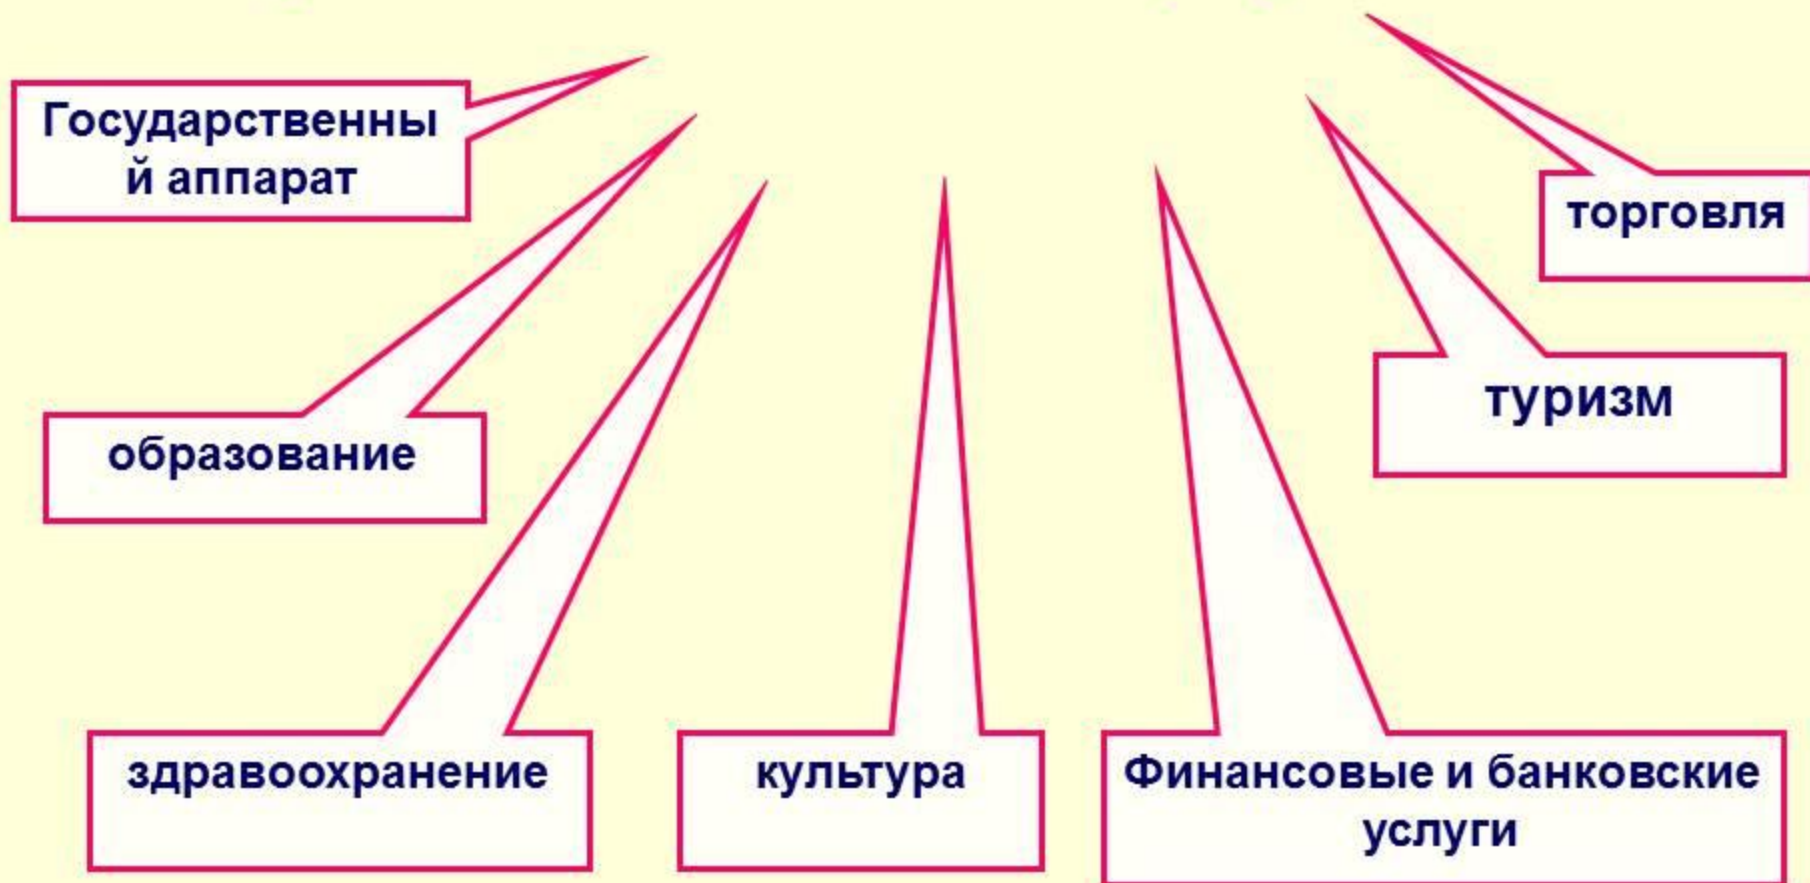 Государственны
й аппарат
торговля
туризм
образование
здравоохранение
культура
Финансовые и банковские
услуги